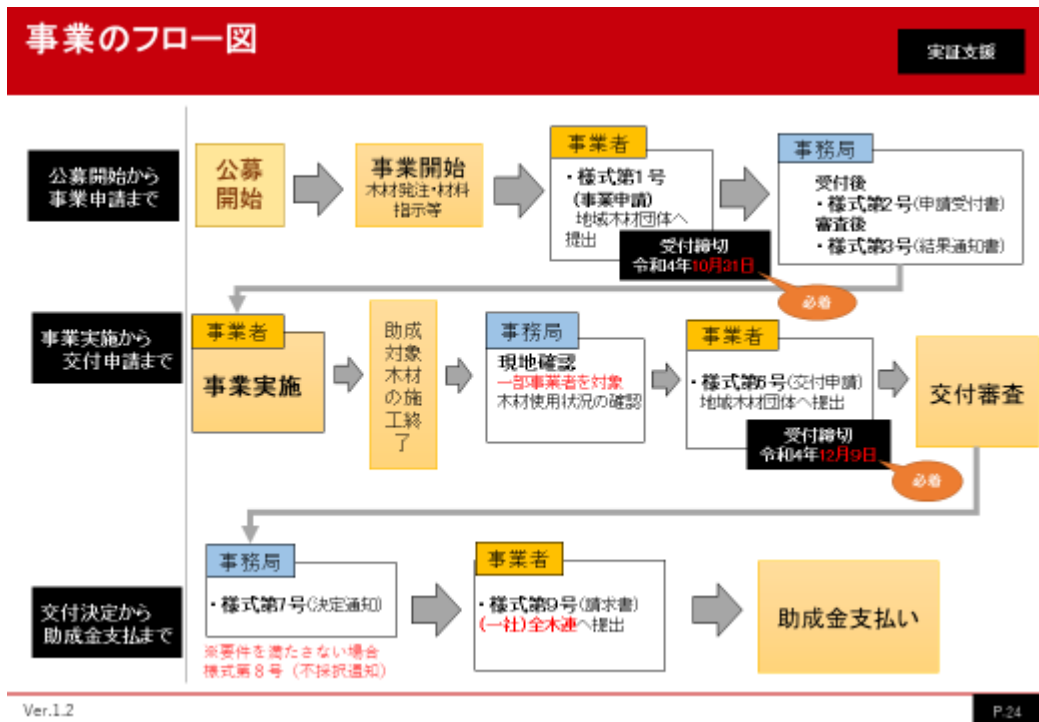 事業のフロー図
実証支援
公募開始から
事業申請まで
公募
開始
事業開始
木材発注・材料
指示等
事業者
・様式第1号
(事業申請)
地域木材団体へ
提出
受付締切
令和4年10月31日
必着
事務局
受付後
・様式第2号(申請受付書)
審査後
・様式第3号(結果通知書)
事業実施から
交付申請まで
事業者
事業実施
助成
対象
木材
の施
工終
了
事務局
現地確認
一部事業者を対象
木材使用状況の確認
事業者
・様式第6号(交付申請)
地域木材団体へ提出
受付締切
令和4年12月9日
必着
交付審査
交付決定から
助成金支払まで
事務局
・様式第7号(決定通知)
※要件を満たさない場合
様式第8号(不採択通知)
事業者
・様式第9号(請求書)
(一社)全木連へ提出
助成金支払い
Ver.1.2
P.24